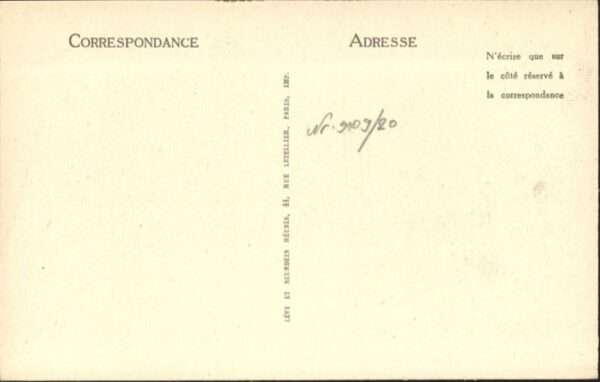 CORRESPONDANCE
ADRESSE
N'écrire que sur
le côté réservé à
la correspondance
LÉVY ET NEURDEIN RÉUNIS, 44, RUE LETELLIER, PARIS, IMP.
Nr. 9109/20